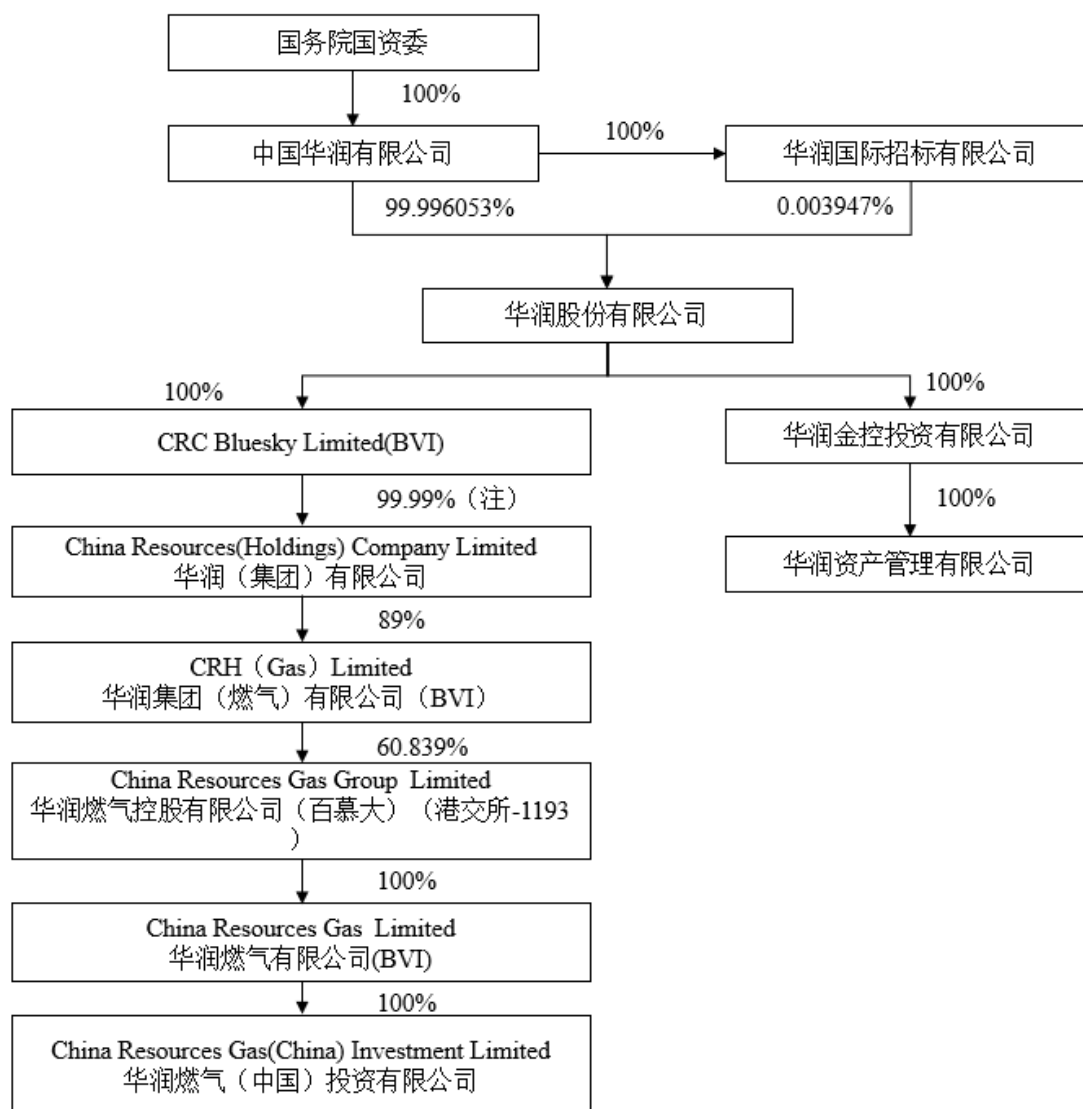 国务院国资委
100%
中国华润有限公司
100%
华润国际招标有限公司
99.996053%
0.003947%
华润股份有限公司
100%
100%
CRC Bluesky Limited(BVI)
华润金控投资有限公司
99.99%（注）
100%
China Resources(Holdings) Company Limited
华润（集团）有限公司
华润资产管理有限公司
89%
CRH（Gas）Limited
华润集团（燃气）有限公司（BVI）
60.839%
China Resources Gas Group Limited
华润燃气控股有限公司（百慕大）（港交所-1193
）
100%
China Resources Gas Limited
华润燃气有限公司(BVI)
100%
China Resources Gas(China) Investment Limited
华润燃气（中国）投资有限公司